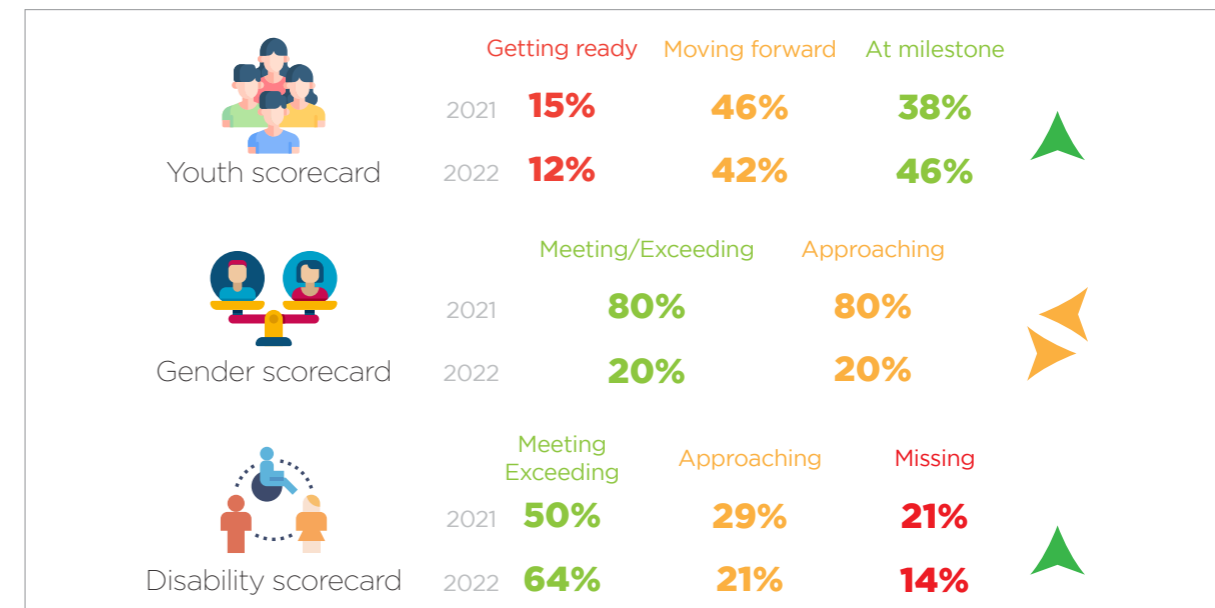 Getting ready Moving forward At milestone
2021 15% 46% 38%
Youth scorecard 2022 12% 42% 46%
Meeting/Exceeding Approaching
2021 80% 80%
Gender scorecard 2022 20% 20%
Meeting
Exceeding Approaching Missing
2021 50% 29% 21%
Disability scorecard 2022 64% 21% 14%